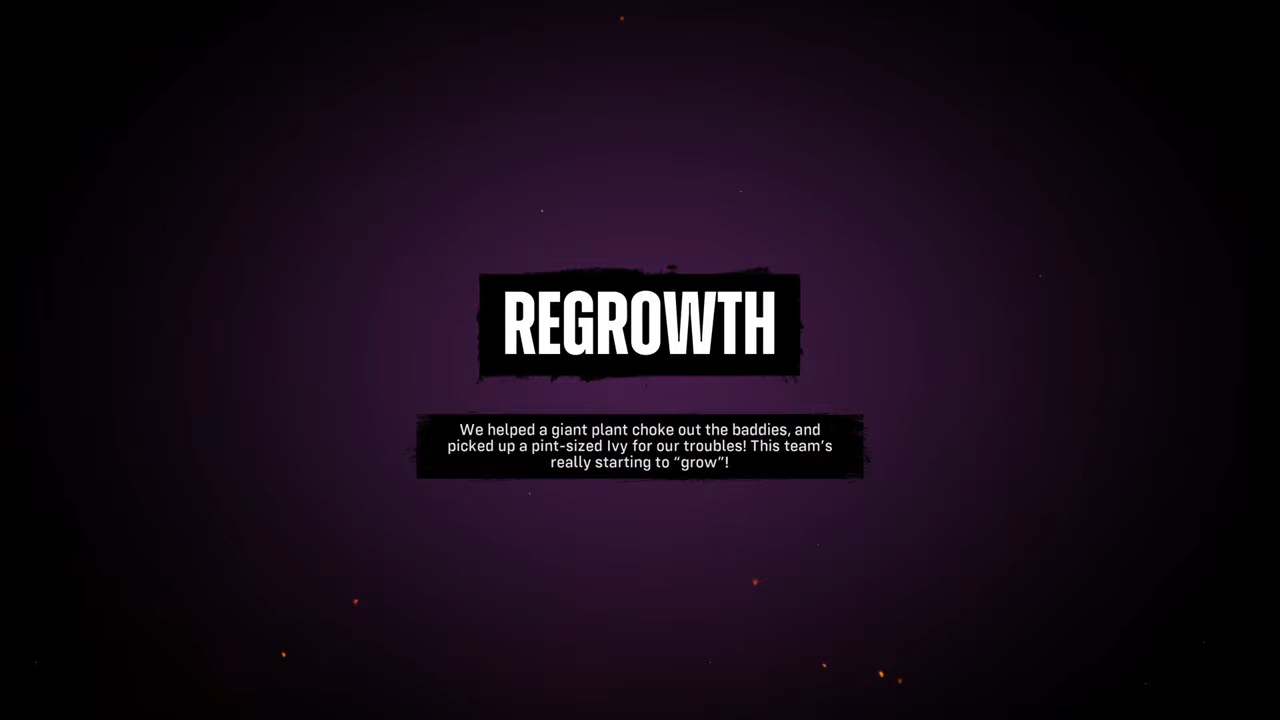 REGROWTH
We helped a giant plant choke out the baddies, and
picked up a pint-sized Ivy for our troubles! This team's
really starting to “grow”!